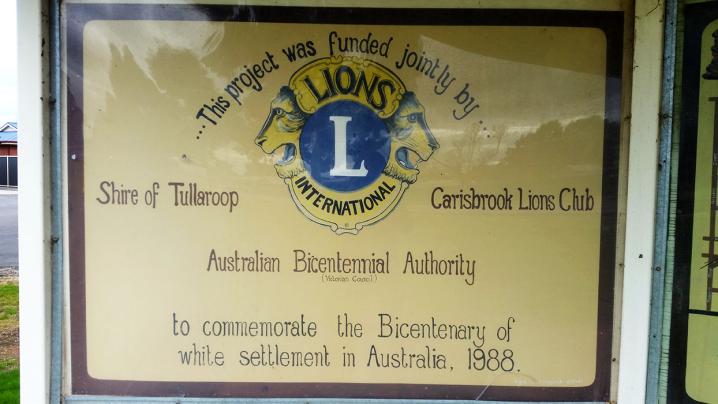 ...This project was funded jointly by...
LIONS
L
INTERNATIONAL
Shire of Tullaroop
Carisbrook Lions Club
Australian Bicentennial Authority
(Victorian Council)
to commemorate the Bicentenary of
white settlement in Australia, 1988.